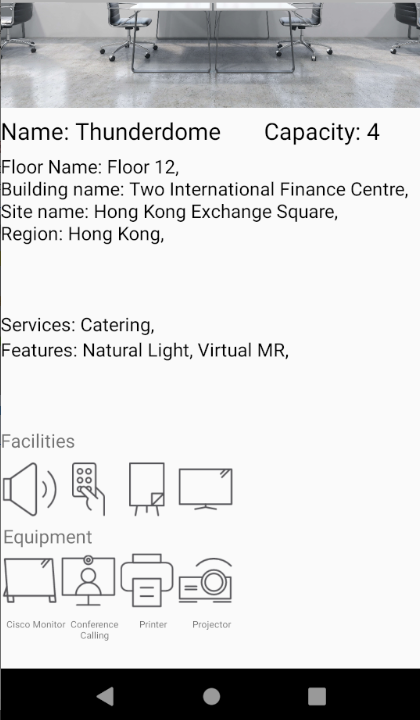 Name: Thunderdome Capacity: 4
Floor Name: Floor 12,
Building name: Two International Finance Centre,
Site name: Hong Kong Exchange Square,
Region: Hong Kong,
Services: Catering,
Features: Natural Light, Virtual MR,
Facilities
Equipment
Cisco Monitor Conference Printer Projector
Calling